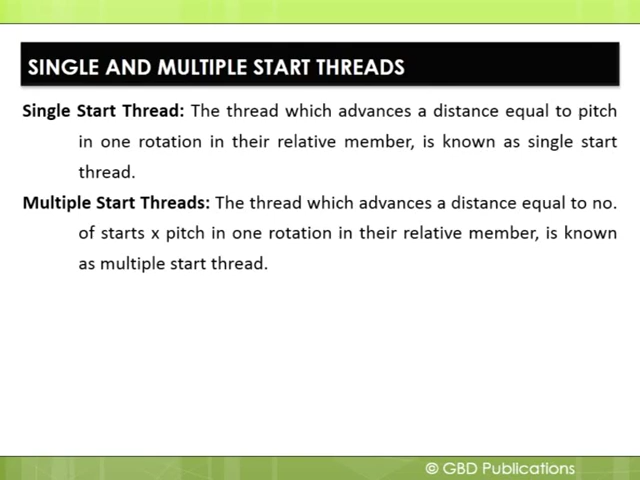 SINGLE AND MULTIPLE START THREADS
Single Start Thread: The thread which advances a distance equal to pitch
in one rotation in their relative member, is known as single start
thread.
Multiple Start Threads: The thread which advances a distance equal to no.
of starts x pitch in one rotation in their relative member, is known
as multiple start thread.
© GBD Publications